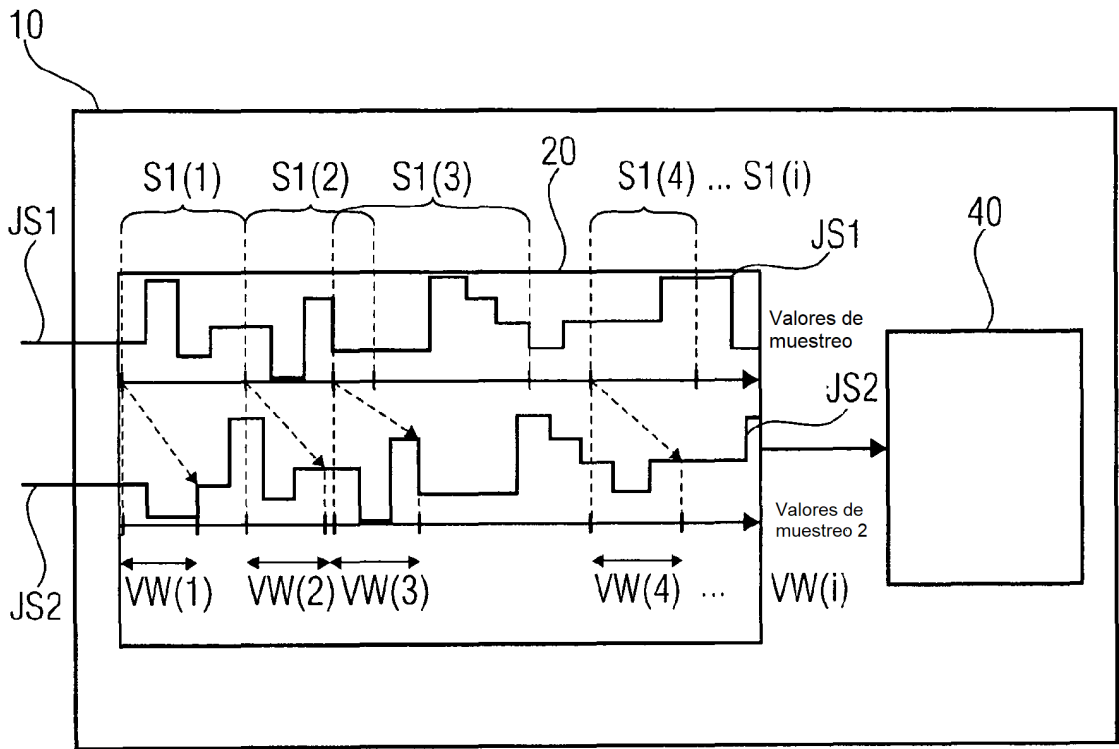 10
20
S1(1) S1(2) S1(3) S1(4) ... S1(i)
40
JS1
JS1
Valores de
muestreo
JS2
Valores de
muestreo 2
JS2
VW(1) VW(2) VW(3) VW(4) ... VW(i)